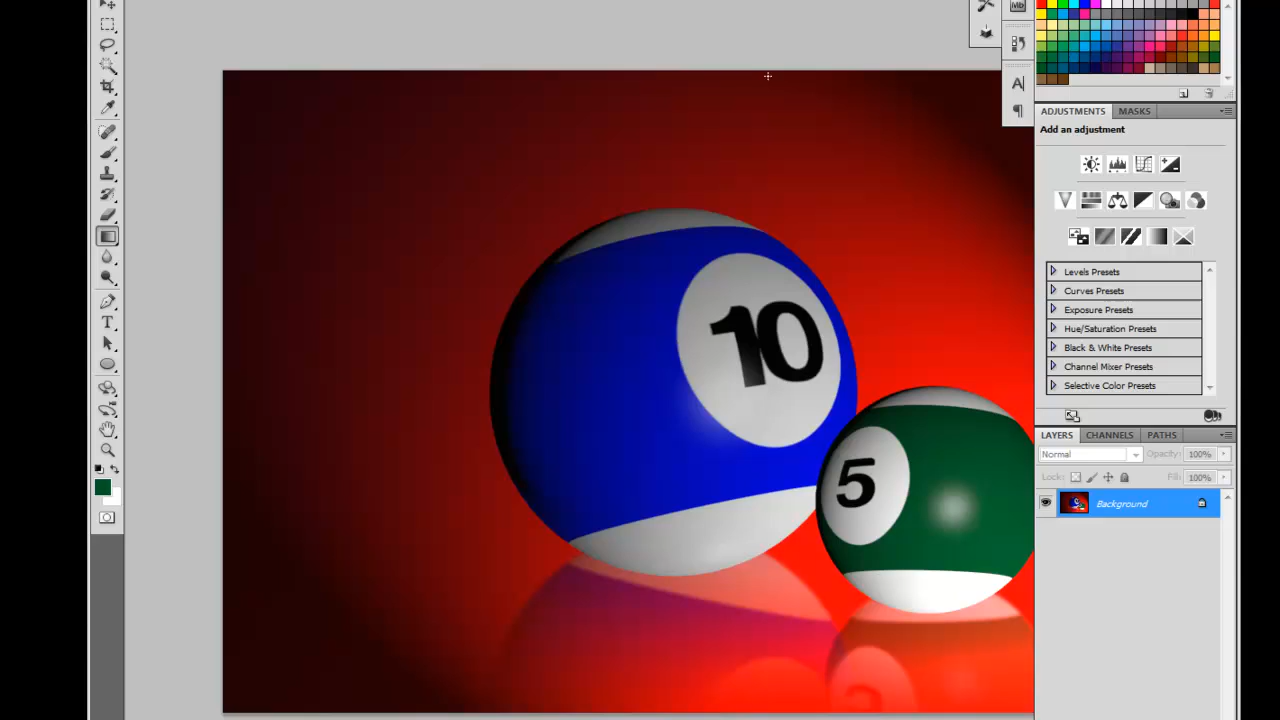 Mb
A
¶
ADJUSTMENTS MASKS
Add an adjustment
Levels Presets
Curves Presets
Exposure Presets
Hue/Saturation Presets
Black & White Presets
Channel Mixer Presets
Selective Color Presets
LAYERS CHANNELS PATHS
Normal Opacity: 100%
Lock: Fill: 100%
Background
T
10
5